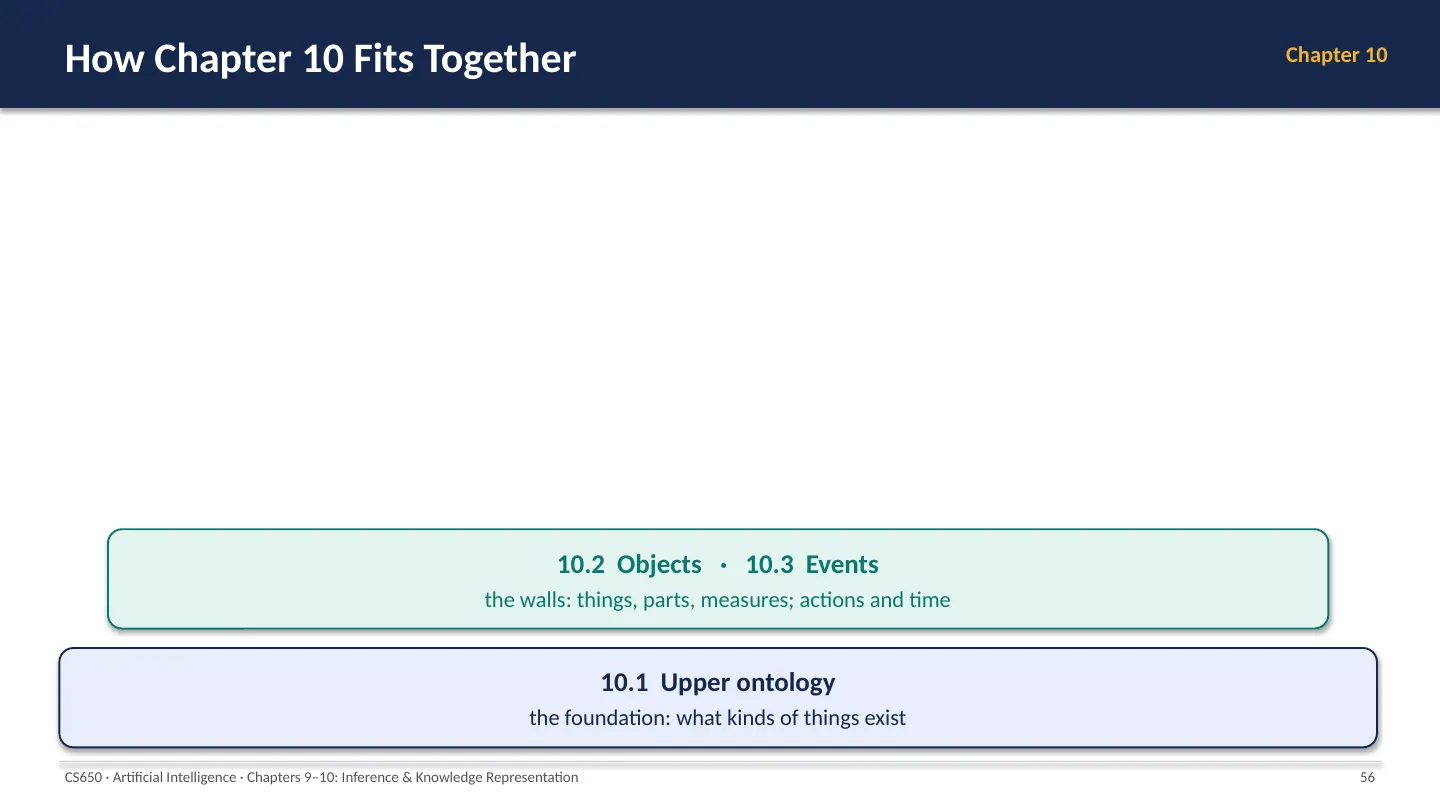 How Chapter 10 Fits Together
Chapter 10
10.2 Objects · 10.3 Events
the walls: things, parts, measures; actions and time
10.1 Upper ontology
the foundation: what kinds of things exist
CS650 · Artificial Intelligence · Chapters 9–10: Inference & Knowledge Representation
56